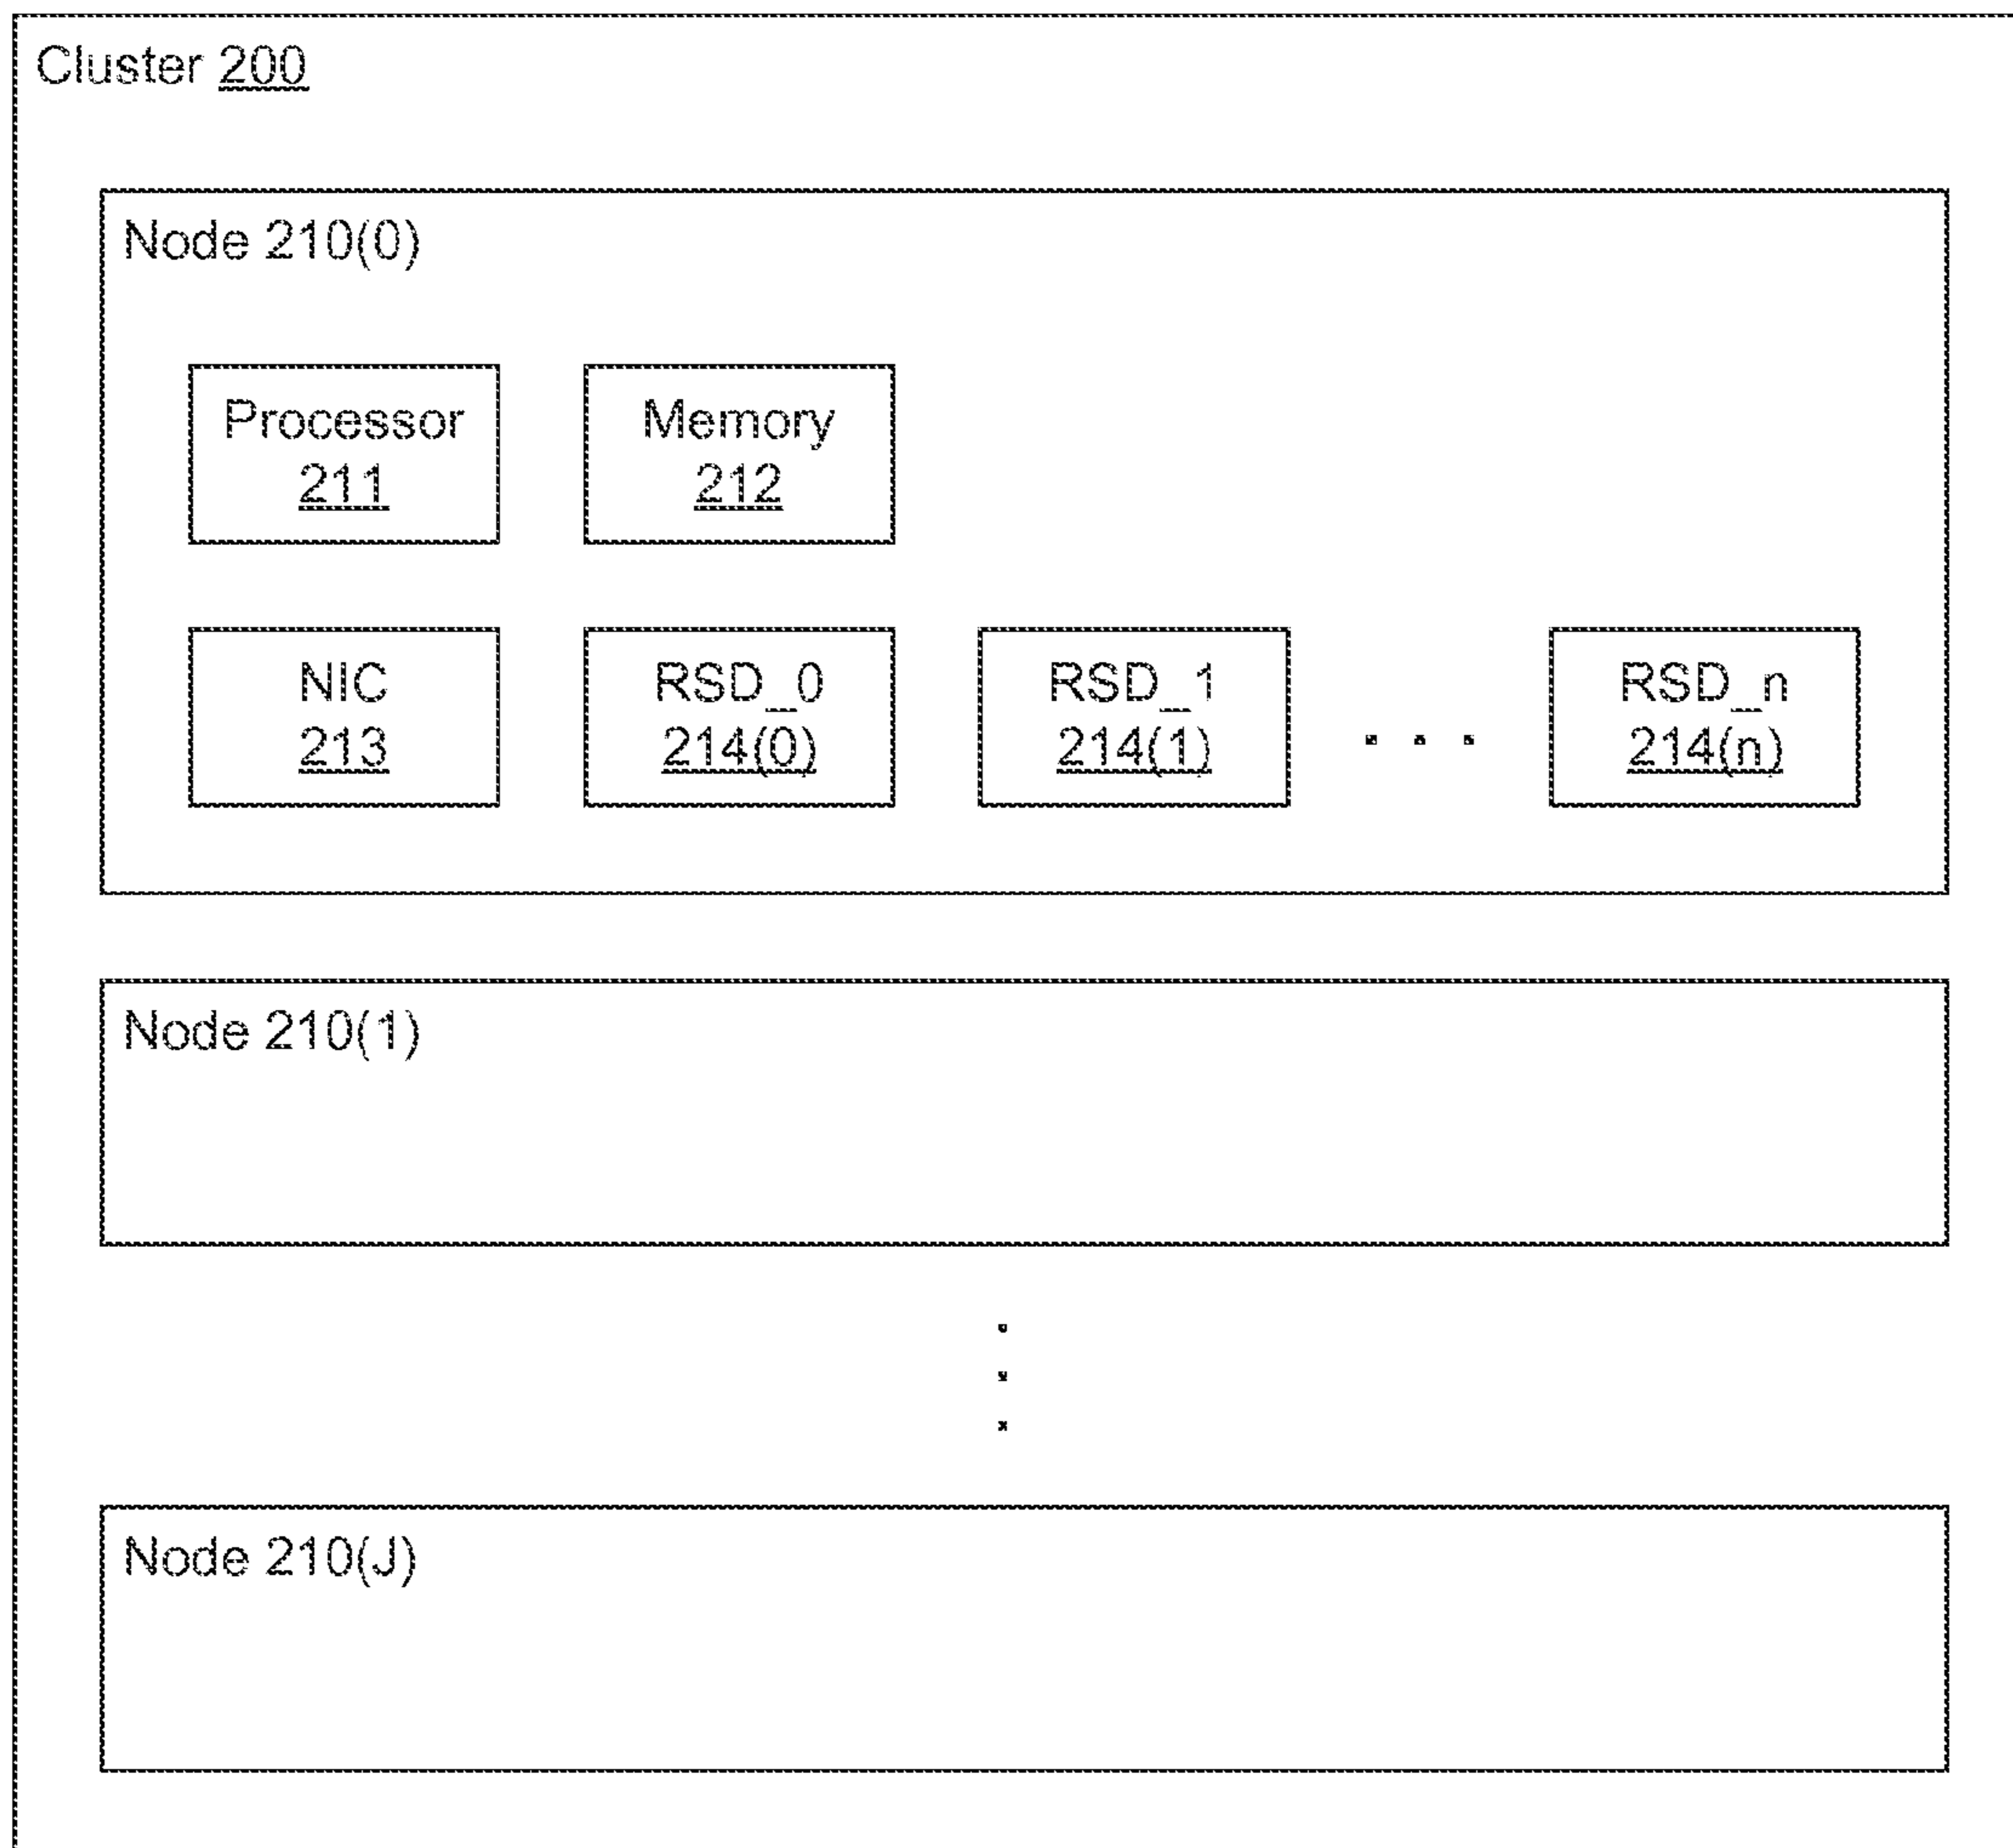 Cluster 200
Node 210(0)
Processor
211
Memory
212
NIC
213
RSD_0
214(0)
RSD_1
214(1)
. . .
RSD_n
214(n)
Node 210(1)
.
.
.
Node 210(J)